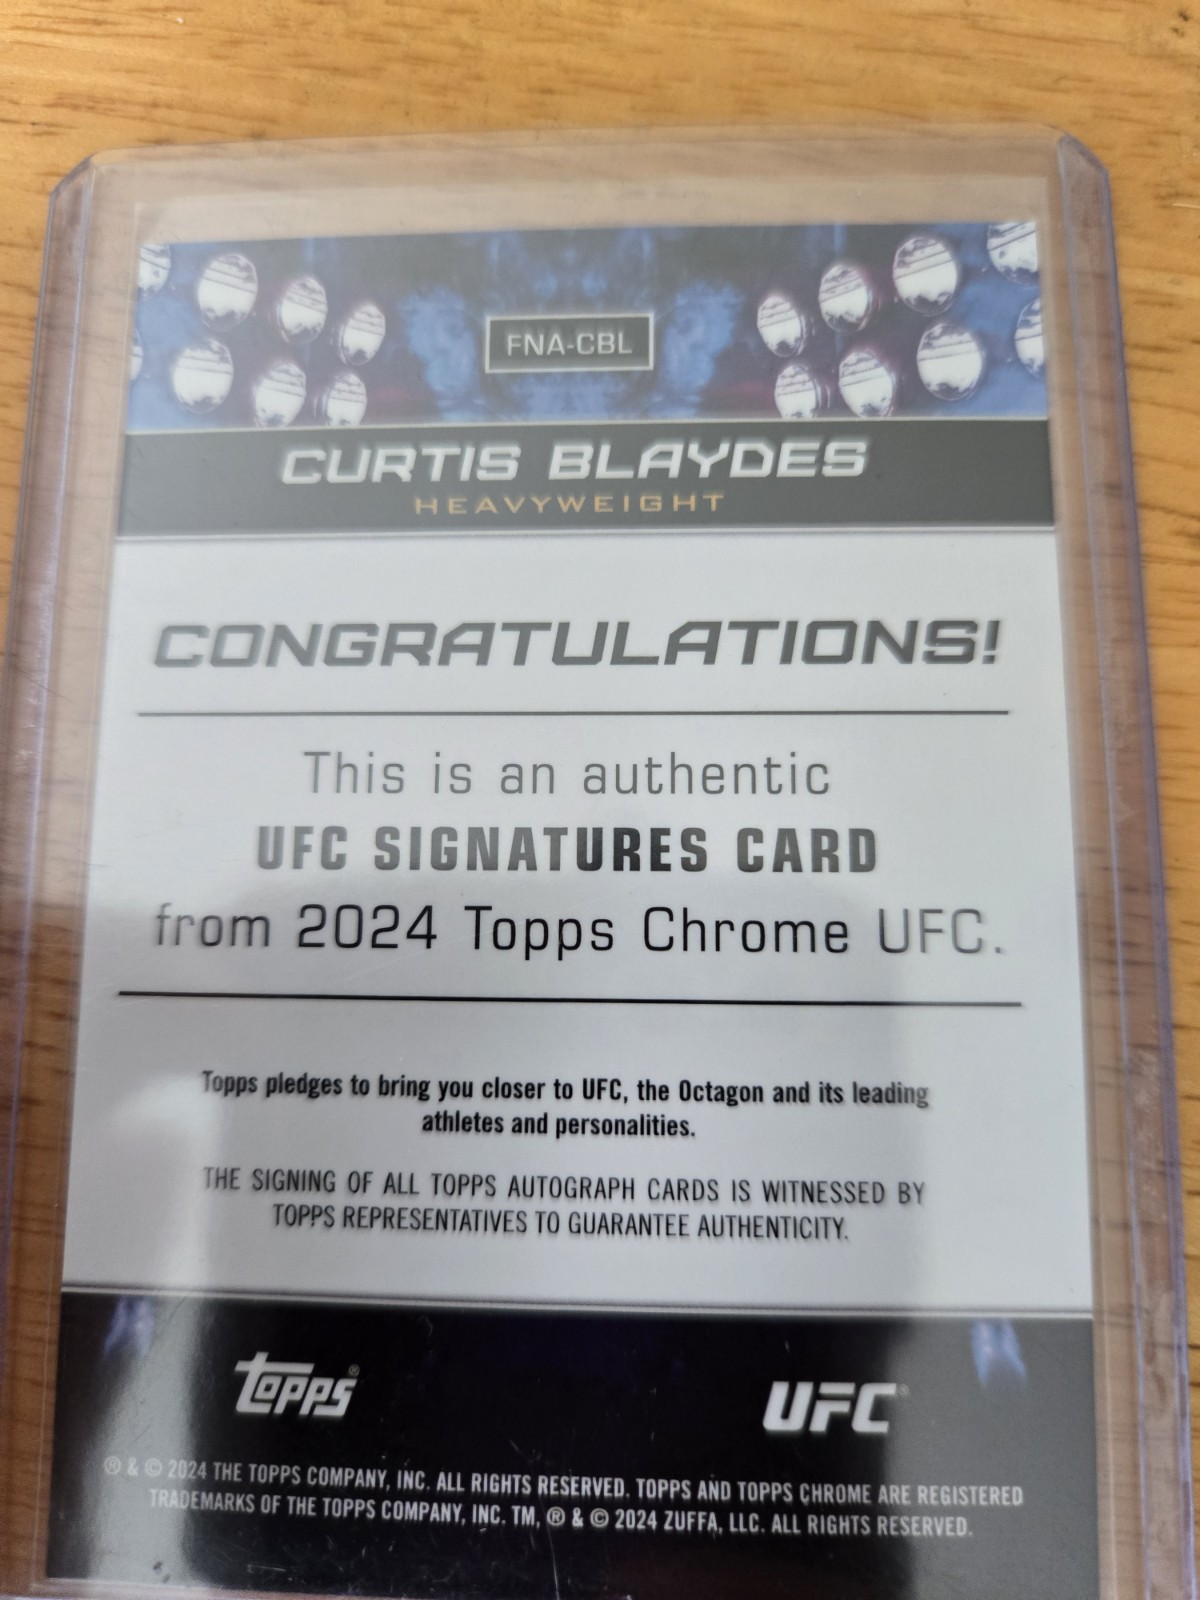 FNA-CBL
CURTIS BLAYDES
HEAVYWEIGHT
CONGRATULATIONS!
This is an authentic
UFC SIGNATURES CARD
from 2024 Topps Chrome UFC.
Topps pledges to bring you closer to UFC, the Octagon and its leading
athletes and personalities.
THE SIGNING OF ALL TOPPS AUTOGRAPH CARDS IS WITNESSED BY
TOPPS REPRESENTATIVES TO GUARANTEE AUTHENTICITY.
topps® UFC®
® & © 2024 THE TOPPS COMPANY, INC. ALL RIGHTS RESERVED. TOPPS AND TOPPS CHROME ARE REGISTERED
TRADEMARKS OF THE TOPPS COMPANY, INC. TM, ® & © 2024 ZUFFA, LLC. ALL RIGHTS RESERVED.